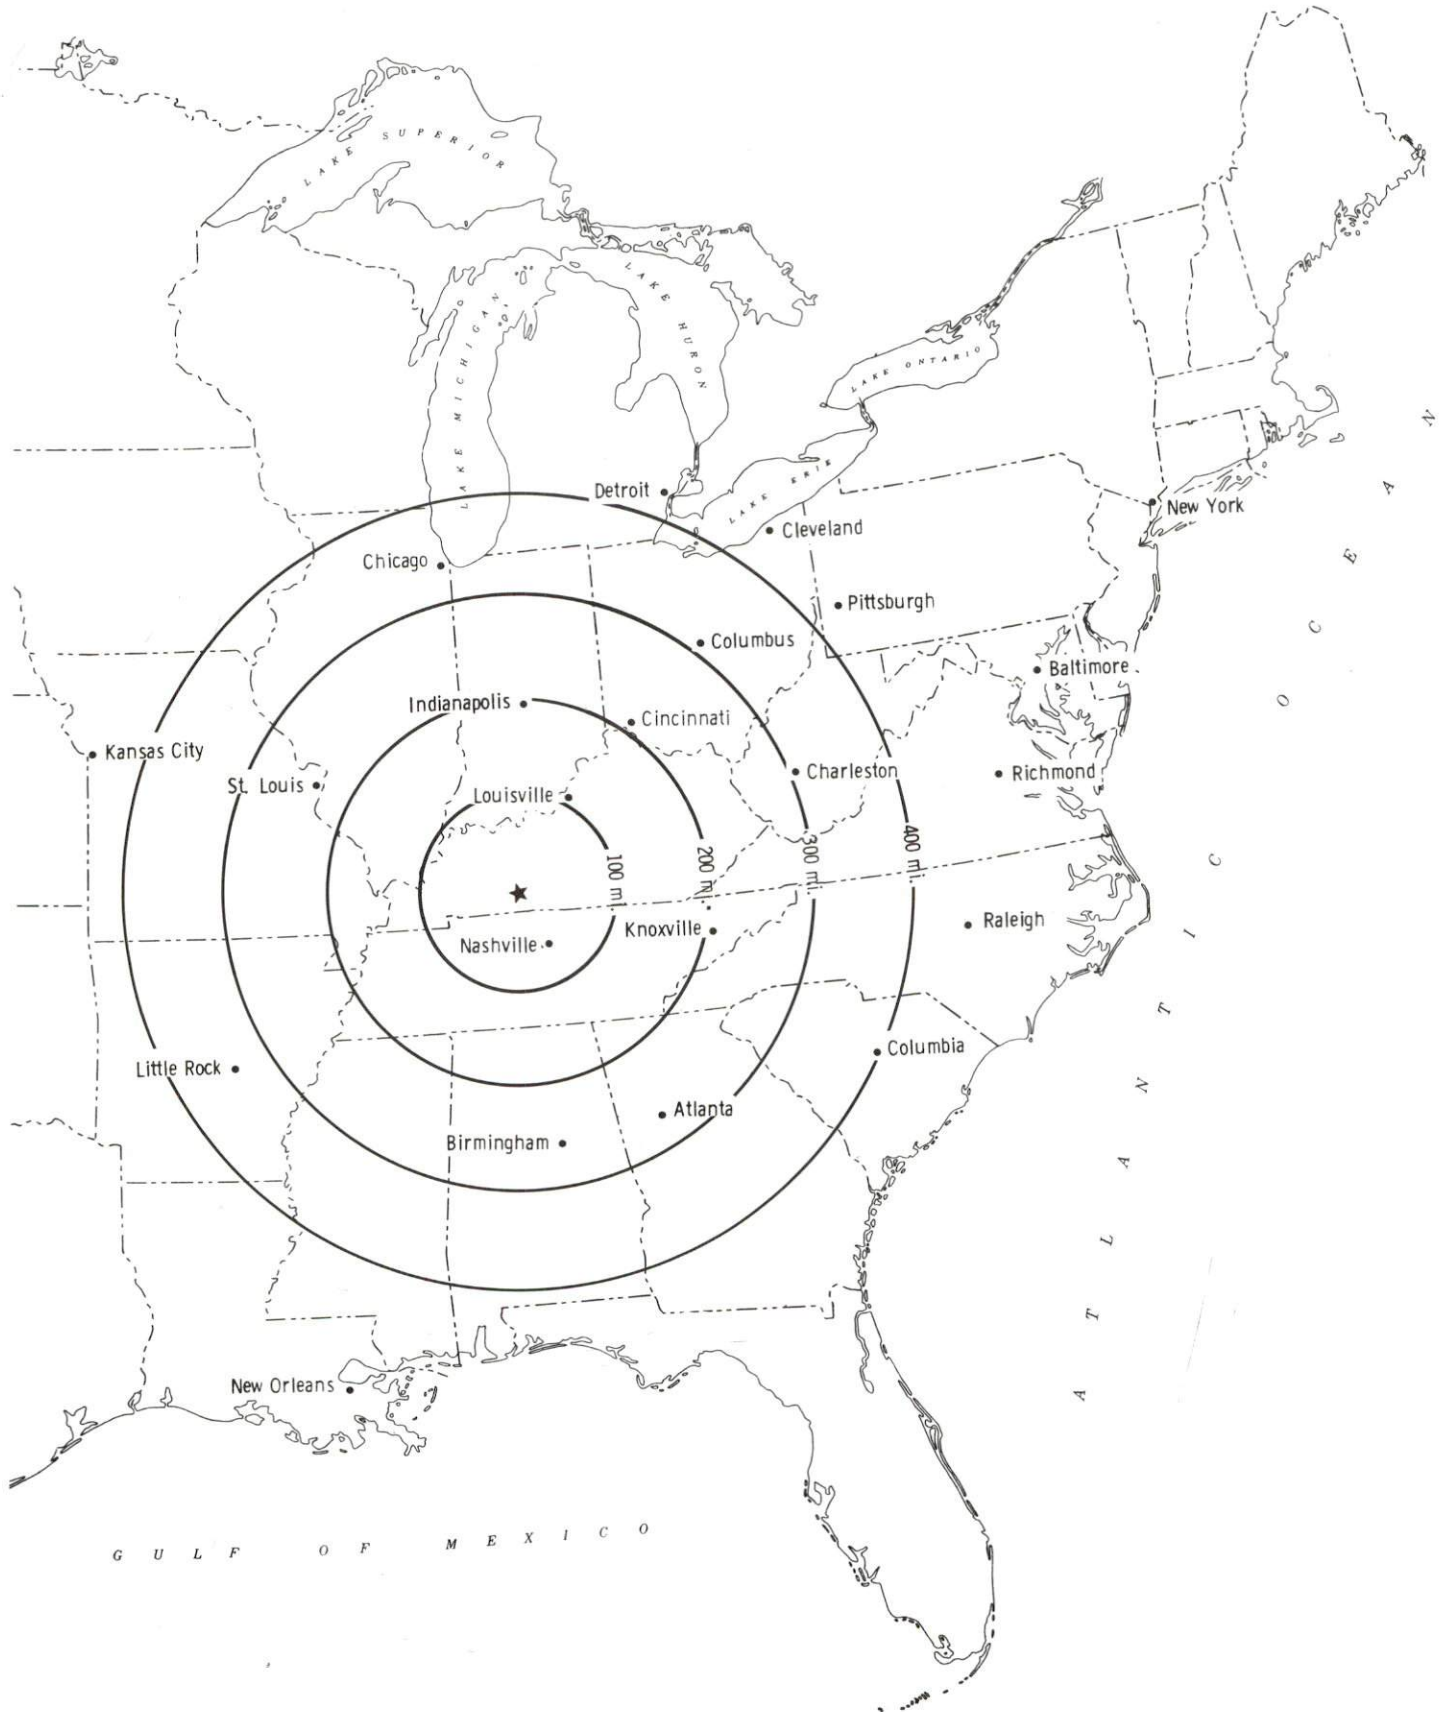 LAKE SUPERIOR
LAKE HURON
LAKE MICHIGAN
LAKE ONTARIO
LAKE ERIE
Detroit
New York
Cleveland
Chicago
Pittsburgh
Columbus
Baltimore
Indianapolis
Cincinnati
Kansas City
Charleston
Richmond
St. Louis
Louisville
100 mi.
200 mi.
300 mi.
400 mi.
Raleigh
Knoxville
Nashville
Columbia
Little Rock
Atlanta
Birmingham
New Orleans
ATLANTIC OCEAN
GULF OF MEXICO